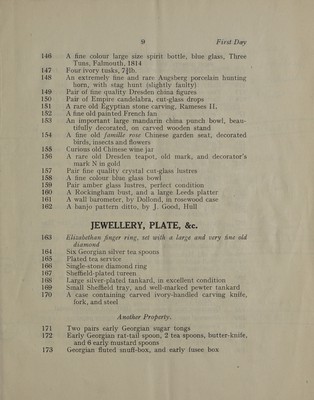 9 First Day
146 A fine colour large size spirit bottle, blue glass, Three
Tuns, Falmouth, 1814
147 Four ivory tusks, 7¾lb.
148 An extremely fine and rare Augsberg porcelain hunting
horn, with stag hunt (slightly faulty)
149 Pair of fine quality Dresden china figures
150 Pair of Empire candelabra, cut-glass drops
151 A rare old Egyptian stone carving, Rameses II.
152 A fine old painted French fan
153 An important large mandarin china punch bowl, beau-
tifully decorated, on carved wooden stand
154 A fine old famille rose Chinese garden seat, decorated
birds, insects and flowers
155 Curious old Chinese wine jar
156 A rare old Dresden teapot, old mark, and decorator's
mark N in gold
157 Pair fine quality crystal cut-glass lustres
158 A fine colour blue glass bowl
159 Pair amber glass lustres, perfect condition
160 A Rockingham bust, and a large Leeds platter
161 A wall barometer, by Dollond, in rosewood case
162 A banjo pattern ditto, by J. Good, Hull
JEWELLERY, PLATE, &c.
163 Elizabethan finger ring, set with a large and very fine old
diamond
164 Six Georgian silver tea spoons
165 Plated tea service
166 Single-stone diamond ring
167 Sheffield-plated tureen
168 Large silver-plated tankard, in excellent condition
169 Small Sheffield tray, and well-marked pewter tankard
170 A case containing carved ivory-handled carving knife,
fork, and steel
Another Property.
171 Two pairs early Georgian sugar tongs
172 Early Georgian rat-tail spoon, 2 tea spoons, butter-knife,
and 6 early mustard spoons
173 Georgian fluted snuff-box, and early fusee box